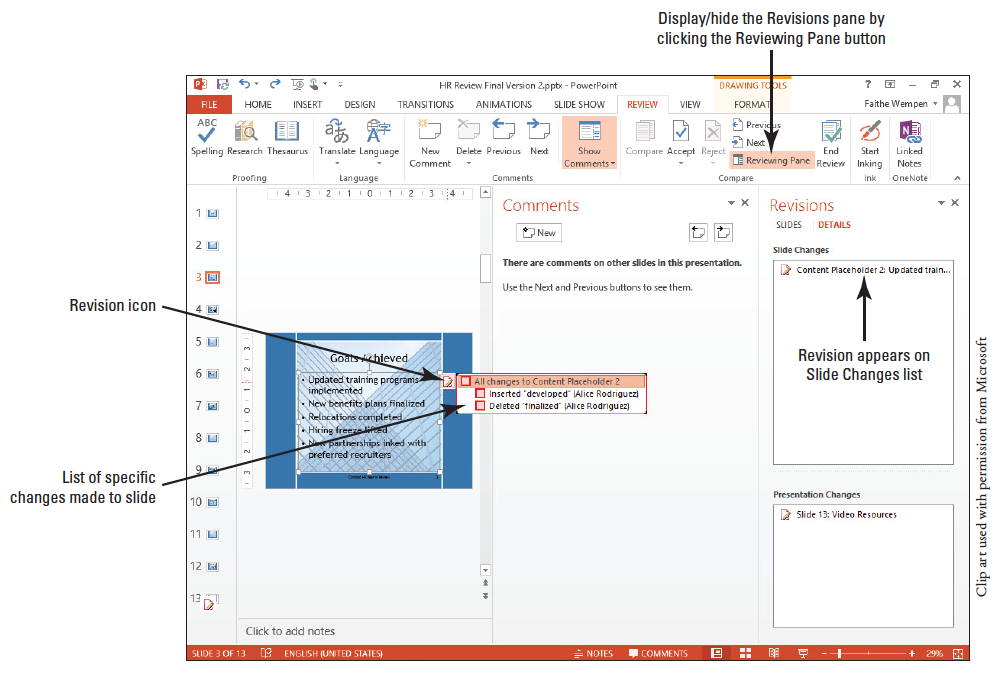 Display/hide the Revisions pane by
clicking the Reviewing Pane button
HR Review Final Version 2.pptx - PowerPoint
DRAWING TOOLS
?
FILE
HOME
INSERT
DESIGN
TRANSITIONS
ANIMATIONS
SLIDE SHOW
REVIEW
VIEW
FORMAT
Faithe Wempen
ABC
Spelling
Research
Thesaurus
Proofing
Translate
Language
Language
New
Comment
Delete
Previous
Next
Show
Comments
Comments
Compare
Accept
Reject
Previous
Next
Reviewing Pane
End
Review
Compare
Start
Inking
Ink
Linked
Notes
OneNote
4 3 2 1 0 1 2 3 4
1
2
3
4
5
6
7
8
9
10
11
12
13
3 2 1 0 1 2 3
Goals Achieved
• Updated training programs
implemented
• New benefits plans finalized
• Relocations completed
• Hiring freeze lifted
• New partnerships inked with
preferred recruiters
All changes to Content Placeholder 2
Inserted "developed" (Alice Rodriguez)
Deleted "finalized" (Alice Rodriguez)
Comments
New
There are comments on other slides in this presentation.
Use the Next and Previous buttons to see them.
Revisions
SLIDES
DETAILS
Slide Changes
Content Placeholder 2: Updated train...
Revision appears on
Slide Changes list
Presentation Changes
Slide 13: Video Resources
Revision icon
List of specific
changes made to slide
Click to add notes
SLIDE 3 OF 13
ENGLISH (UNITED STATES)
NOTES
COMMENTS
29%
Clip art used with permission from Microsoft